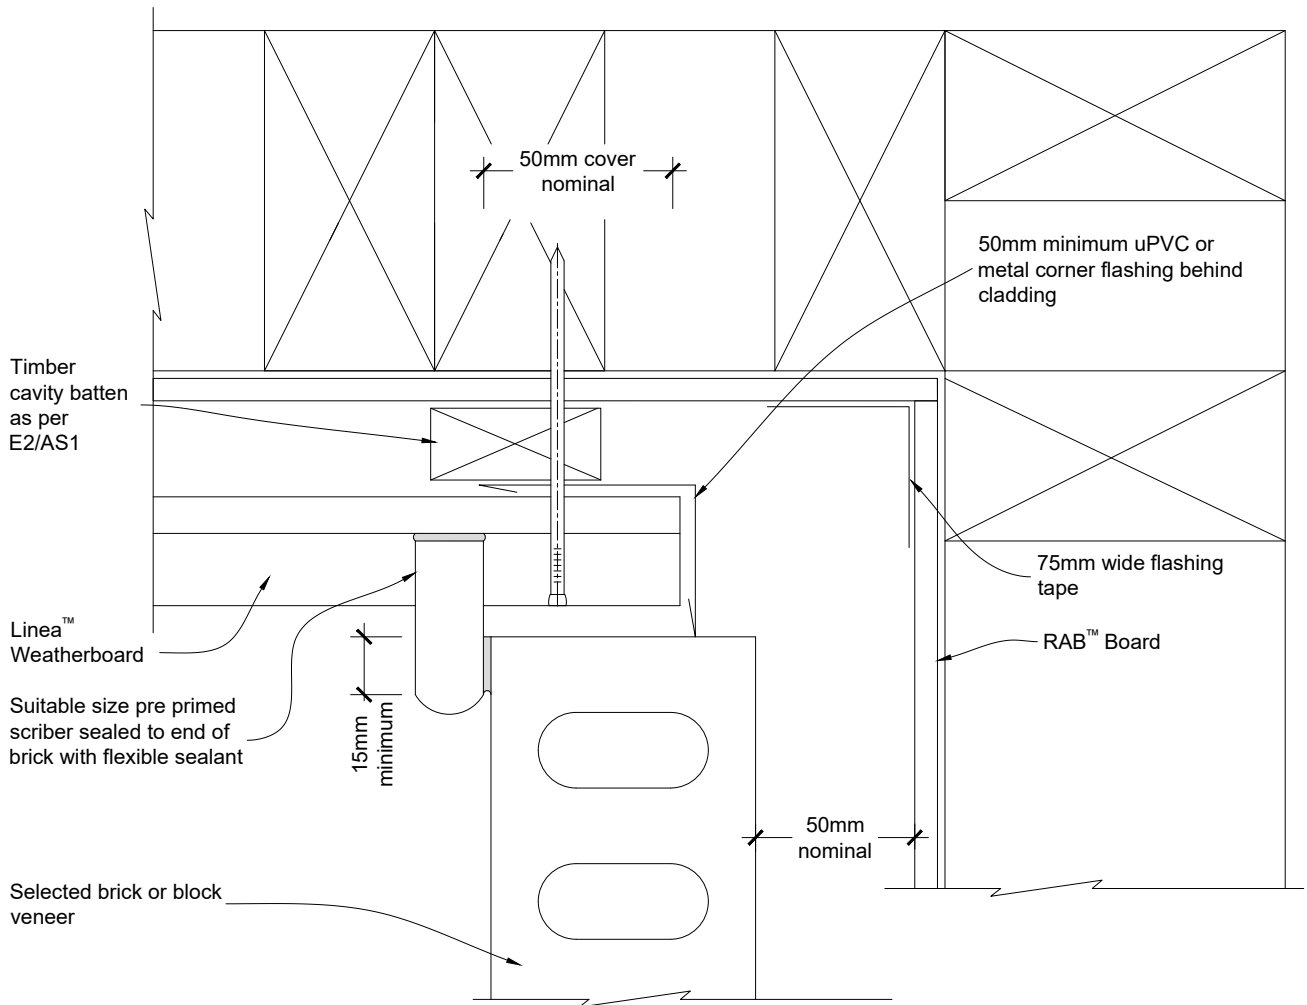 50mm cover
nominal
50mm minimum uPVC or
metal corner flashing behind
cladding
Timber
cavity batten
as per
E2/AS1
75mm wide flashing
tape
Linea™
Weatherboard
RAB™ Board
Suitable size pre primed
scriber sealed to end of
brick with flexible sealant
15mm
minimum
50mm
nominal
Selected brick or block
veneer